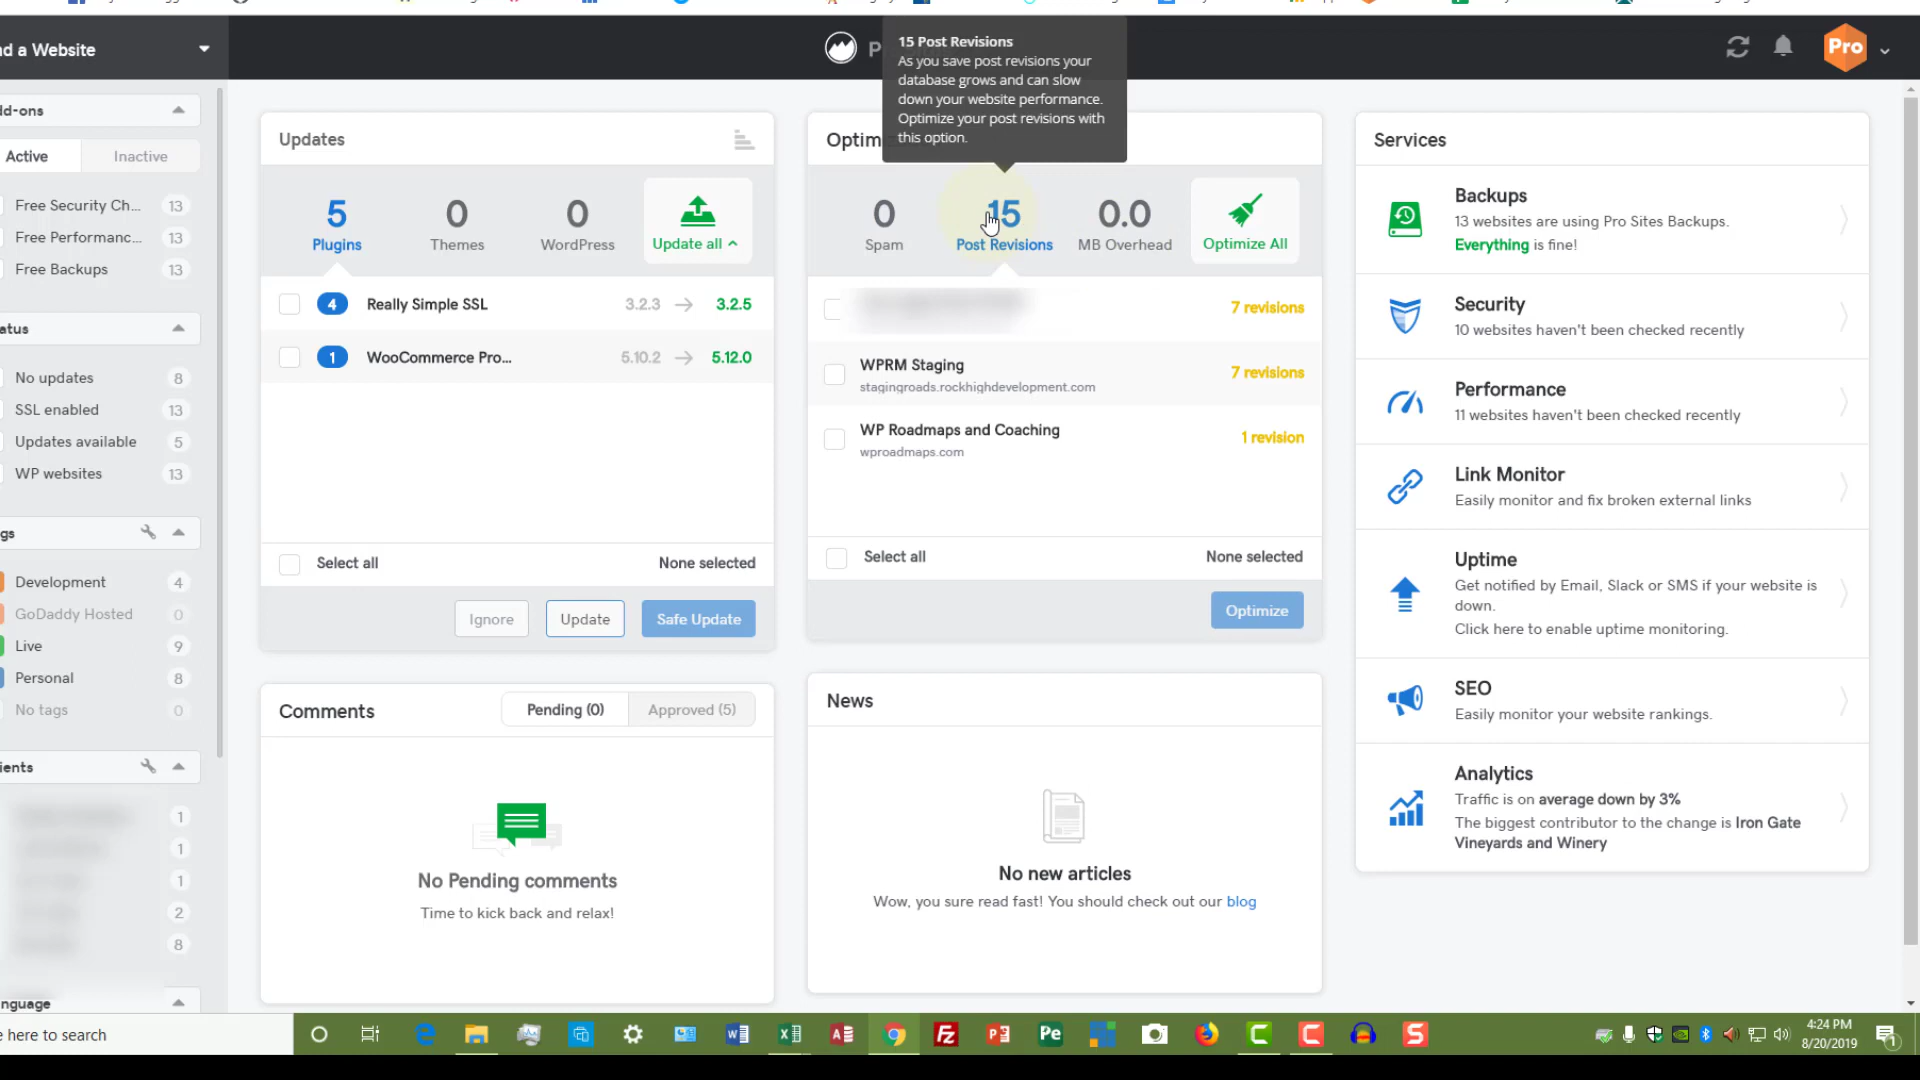 d a Website
P
Pro
15 Post Revisions
As you save post revisions your
database grows and can slow
down your website performance.
Optimize your post revisions with
this option.
dd-ons
Active
Inactive
Free Security Ch... 13
Free Performanc... 13
Free Backups 13
atus
No updates 8
SSL enabled 13
Updates available 5
WP websites 13
gs
Development 4
GoDaddy Hosted 0
Live 9
Personal 8
No tags 0
ients
1
1
1
2
8
nguage
Updates
5 Plugins
0 Themes
0 WordPress
Update all
4 Really Simple SSL 3.2.3 → 3.2.5
1 WooCommerce Pro... 5.10.2 → 5.12.0
Select all
None selected
Ignore
Update
Safe Update
Optim
0 Spam
15 Post Revisions
0.0 MB Overhead
Optimize All
7 revisions
WPRM Staging
stagingroads.rockhighdevelopment.com
7 revisions
WP Roadmaps and Coaching
wproadmaps.com
1 revision
Select all
None selected
Optimize
Comments
Pending (0)
Approved (5)
No Pending comments
Time to kick back and relax!
News
No new articles
Wow, you sure read fast! You should check out our blog
Services
Backups
13 websites are using Pro Sites Backups.
Everything is fine!
Security
10 websites haven't been checked recently
Performance
11 websites haven't been checked recently
Link Monitor
Easily monitor and fix broken external links
Uptime
Get notified by Email, Slack or SMS if your website is
down.
Click here to enable uptime monitoring.
SEO
Easily monitor your website rankings.
Analytics
Traffic is on average down by 3%
The biggest contributor to the change is Iron Gate
Vineyards and Winery
e here to search
4:24 PM
8/20/2019
1